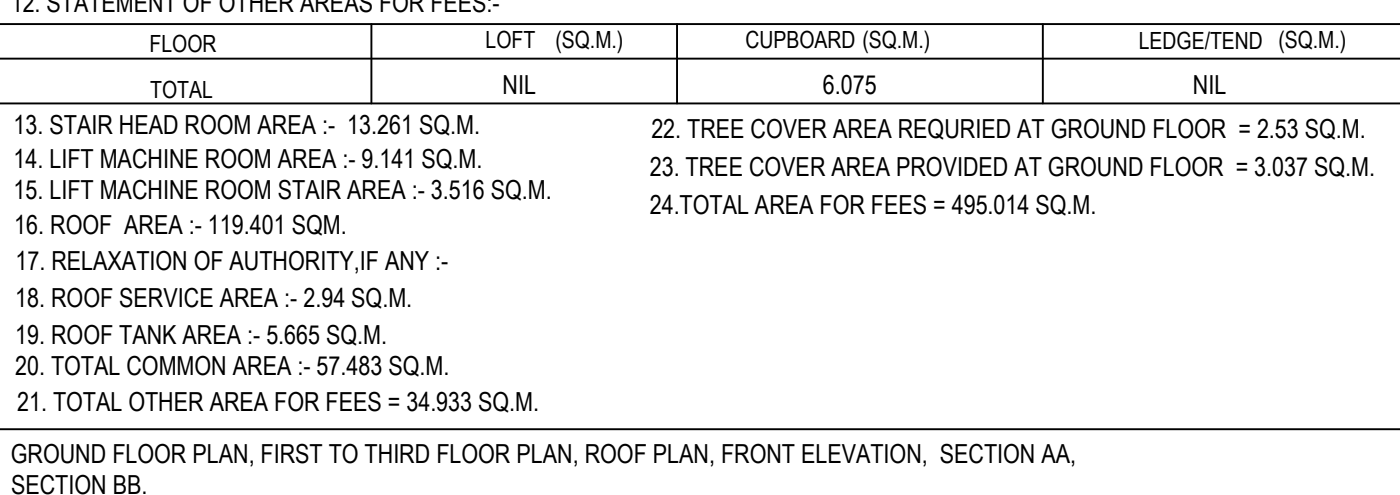 12. STATEMENT OF OTHER AREAS FOR FEES:-
FLOOR LOFT (SQ.M.) CUPBOARD (SQ.M.) LEDGE/TEND (SQ.M.)
TOTAL NIL 6.075 NIL
13. STAIR HEAD ROOM AREA :- 13.261 SQ.M.
14. LIFT MACHINE ROOM AREA :- 9.141 SQ.M.
15. LIFT MACHINE ROOM STAIR AREA :- 3.516 SQ.M.
16. ROOF AREA :- 119.401 SQM.
17. RELAXATION OF AUTHORITY,IF ANY :-
18. ROOF SERVICE AREA :- 2.94 SQ.M.
19. ROOF TANK AREA :- 5.665 SQ.M.
20. TOTAL COMMON AREA :- 57.483 SQ.M.
21. TOTAL OTHER AREA FOR FEES = 34.933 SQ.M.
22. TREE COVER AREA REQURIED AT GROUND FLOOR = 2.53 SQ.M.
23. TREE COVER AREA PROVIDED AT GROUND FLOOR = 3.037 SQ.M.
24.TOTAL AREA FOR FEES = 495.014 SQ.M.
GROUND FLOOR PLAN, FIRST TO THIRD FLOOR PLAN, ROOF PLAN, FRONT ELEVATION, SECTION AA,
SECTION BB.